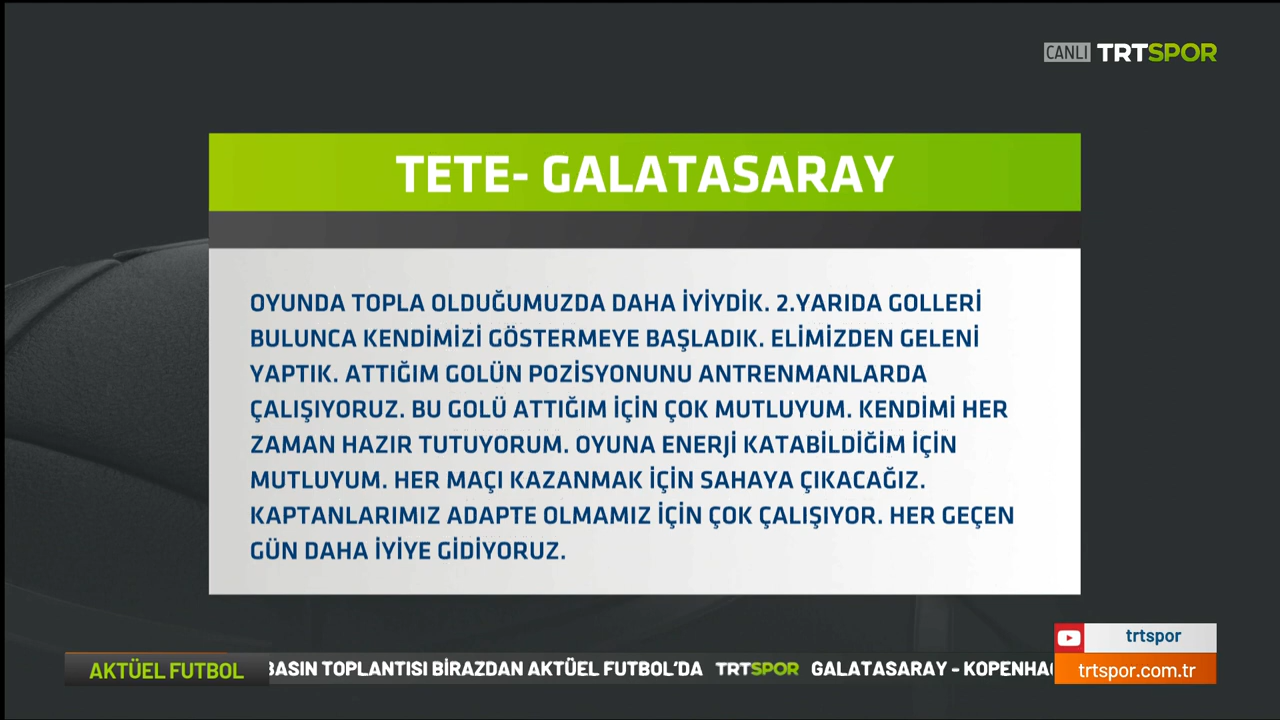 CANLI TRTSPOR
TETE- GALATASARAY
OYUNDA TOPLA OLDUĞUMUZDA DAHA İYİYDİK. 2.YARIDA GOLLERİ
BULUNCA KENDİMİZİ GÖSTERMEYE BAŞLADIK. ELİMİZDEN GELENİ
YAPTIK. ATTIĞIM GOLÜN POZİSYONUNU ANTRENMANLARDA
ÇALIŞIYORUZ. BU GOLÜ ATTIĞIM İÇİN ÇOK MUTLUYUM. KENDİMİ HER
ZAMAN HAZIR TUTUYORUM. OYUNA ENERJİ KATABİLDİĞİM İÇİN
MUTLUYUM. HER MAÇI KAZANMAK İÇİN SAHAYA ÇIKACAĞIZ.
KAPTANLARIMIZ ADAPTE OLMAMIZ İÇİN ÇOK ÇALIŞIYOR. HER GEÇEN
GÜN DAHA İYİYE GİDİYORUZ.
trtspor
AKTÜEL FUTBOL BASIN TOPLANTISI BİRAZDAN AKTÜEL FUTBOL'DA TRTSPOR GALATASARAY - KOPENHAG
trtspor.com.tr